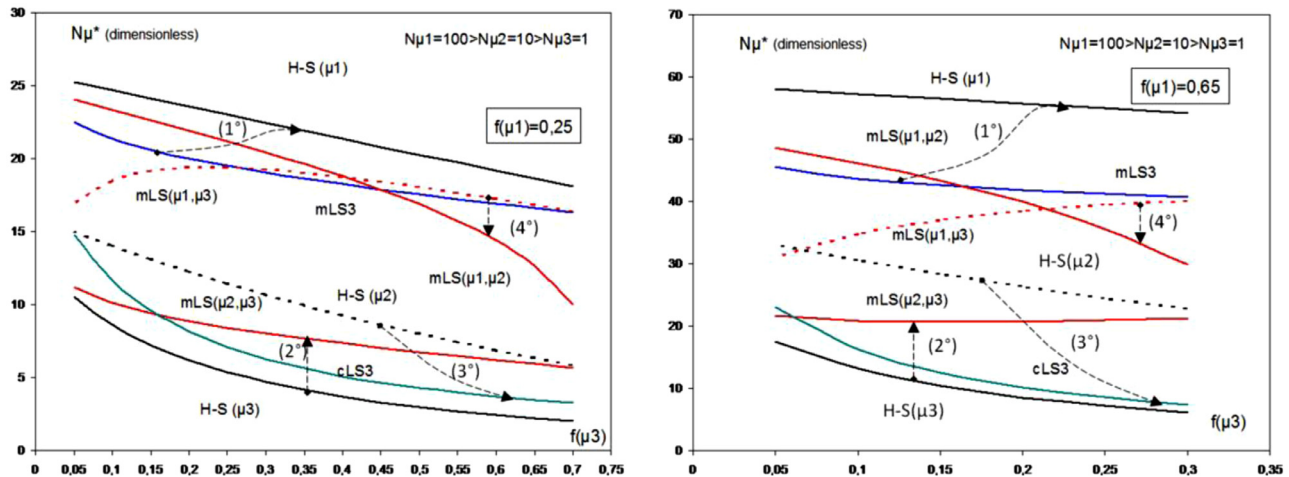 30
Nµ* (dimensionless)
Nµ1=100>Nµ2=10>Nµ3=1
25
H-S (µ1)
f(µ1)=0,25
(1°)
20
mLS(µ1,µ3)
mLS3
(4°)
15
mLS(µ1,µ2)
H-S (µ2)
10
mLS(µ2,µ3)
(2°)
(3°)
5
cLS3
H-S (µ3)
f(µ3)
0
0 0,05 0,1 0,15 0,2 0,25 0,3 0,35 0,4 0,45 0,5 0,55 0,6 0,65 0,7 0,75
70
Nµ* (dimensionless)
Nµ1=100>Nµ2=10>Nµ3=1
60
H-S (µ1)
f(µ1)=0,65
(1°)
50
mLS(µ1,µ2)
mLS3
40
(4°)
mLS(µ1,µ3)
H-S(µ2)
30
mLS(µ2,µ3)
20
(2°)
(3°)
cLS3
10
H-S(µ3)
f(µ3)
0
0 0,05 0,1 0,15 0,2 0,25 0,3 0,35